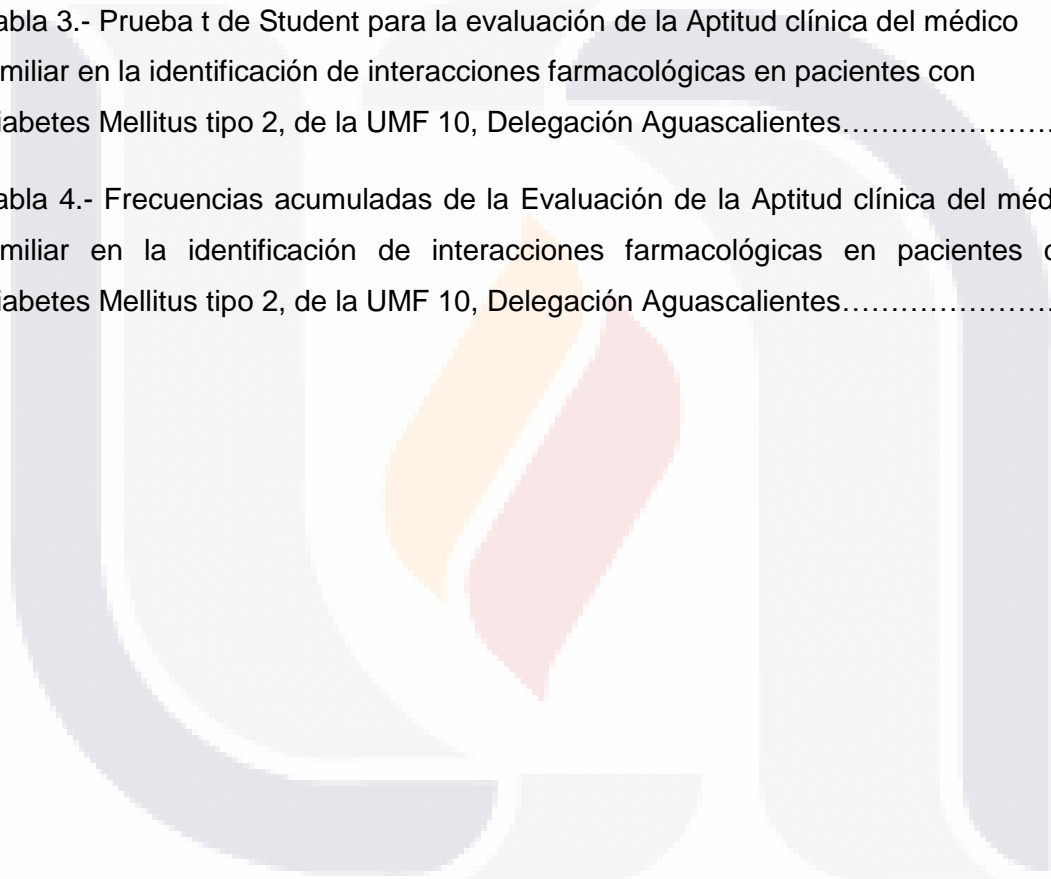 abla 3.- Prueba t de Student para la evaluación de la Aptitud clínica del médico
miliar en la identificación de interacciones farmacológicas en pacientes con
iabetes Mellitus tipo 2, de la UMF 10, Delegación Aguascalientes………………….
abla 4.- Frecuencias acumuladas de la Evaluación de la Aptitud clínica del méd
miliar en la identificación de interacciones farmacológicas en pacientes c
iabetes Mellitus tipo 2, de la UMF 10, Delegación Aguascalientes………………….